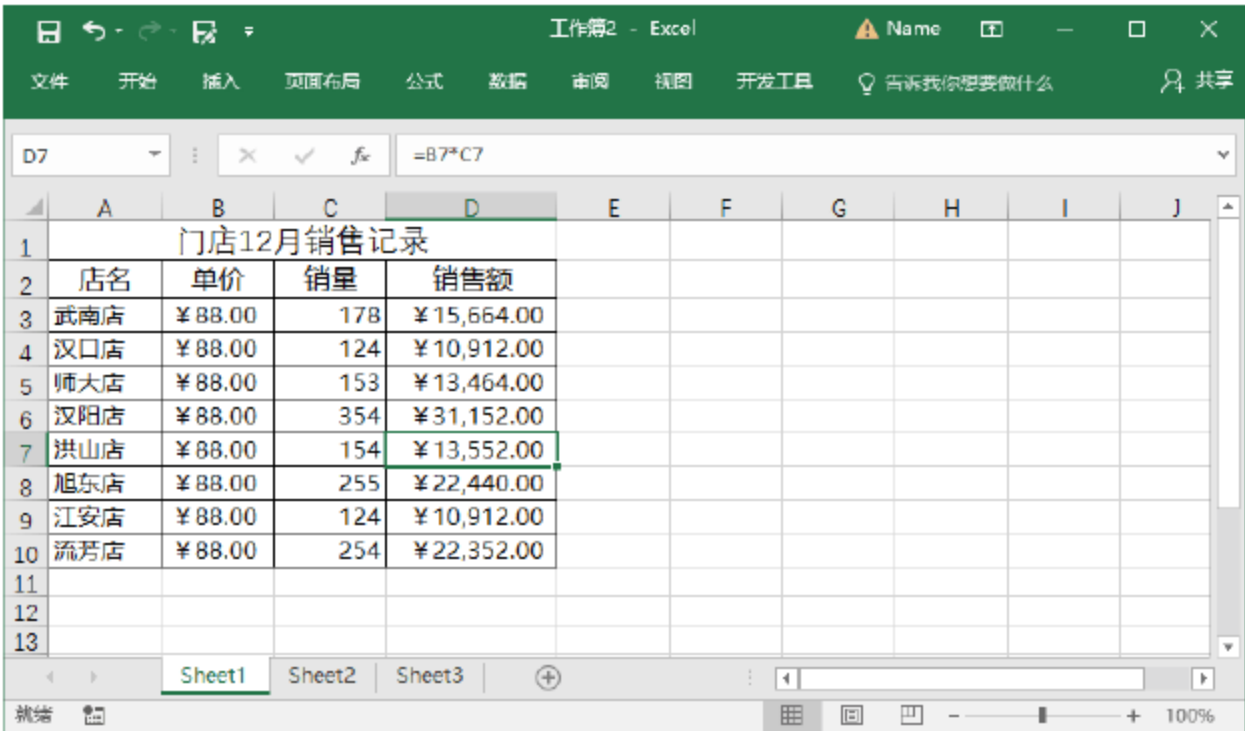 工作簿2 - Excel Name
文件 开始 插入 页面布局 公式 数据 审阅 视图 开发工具 告诉我你想要做什么 共享
D7 fx =B7*C7
A B C D E F G H I J
1 门店12月销售记录
2 店名 单价 销量 销售额
3 武南店 ¥88.00 178 ¥15,664.00
4 汉口店 ¥88.00 124 ¥10,912.00
5 师大店 ¥88.00 153 ¥13,464.00
6 汉阳店 ¥88.00 354 ¥31,152.00
7 洪山店 ¥88.00 154 ¥13,552.00
8 旭东店 ¥88.00 255 ¥22,440.00
9 江安店 ¥88.00 124 ¥10,912.00
10 流芳店 ¥88.00 254 ¥22,352.00
11
12
13
Sheet1 Sheet2 Sheet3
就绪 100%